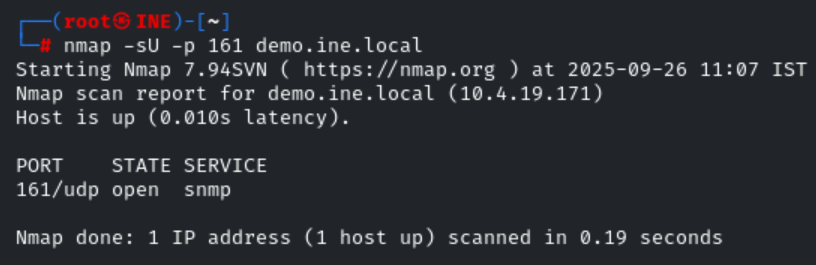 ┌──(root㉿INE)-[~]
└─# nmap -sU -p 161 demo.ine.local
Starting Nmap 7.94SVN ( https://nmap.org ) at 2025-09-26 11:07 IST
Nmap scan report for demo.ine.local (10.4.19.171)
Host is up (0.010s latency).
PORT    STATE SERVICE
161/udp open  snmp
Nmap done: 1 IP address (1 host up) scanned in 0.19 seconds